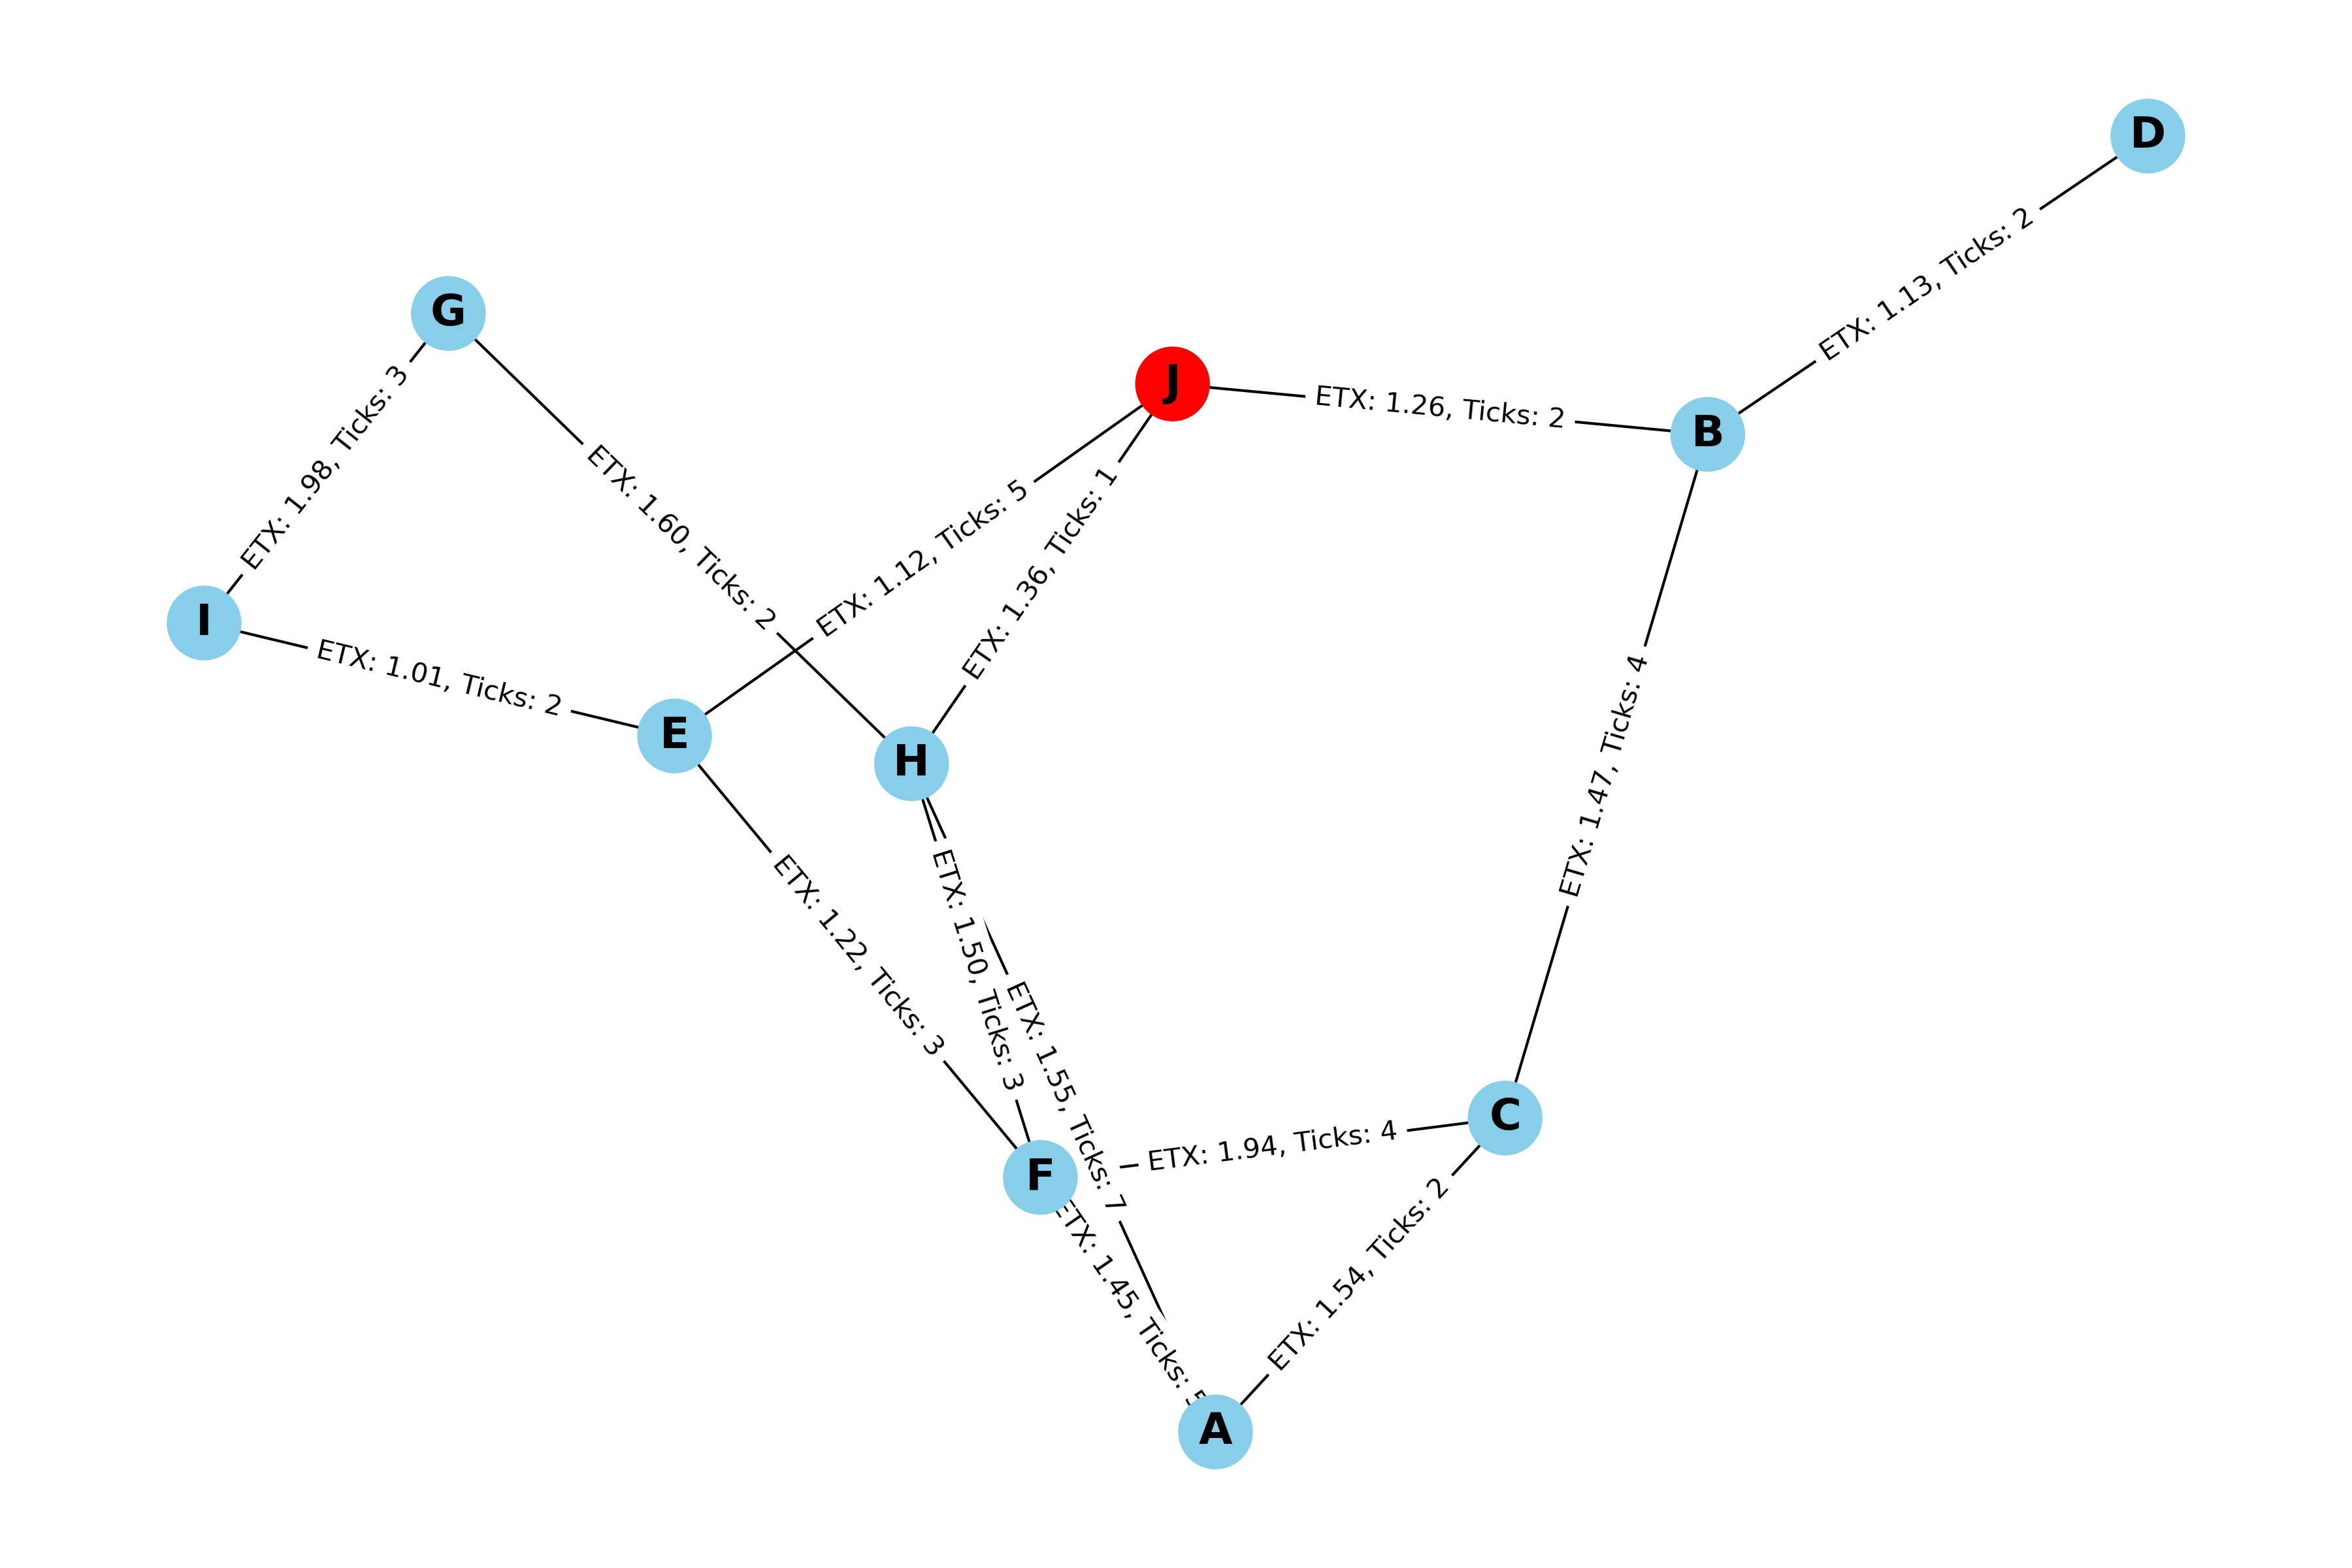 D
G
J
ETX: 1.13, Ticks: 2
ETX: 1.26, Ticks: 2
B
ETX: 1.98, Ticks: 3
ETX: 1.60, Ticks: 2
ETX: 1.12, Ticks: 5
ETX: 1.36, Ticks: 1
I
ETX: 1.01, Ticks: 2
E
H
ETX: 1.47, Ticks: 4
ETX: 1.22, Ticks: 3
ETX: 1.50, Ticks: 3
ETX: 1.55, Ticks: 7
C
ETX: 1.94, Ticks: 4
F
ETX: 1.54, Ticks: 2
ETX: 1.45, Ticks:
A